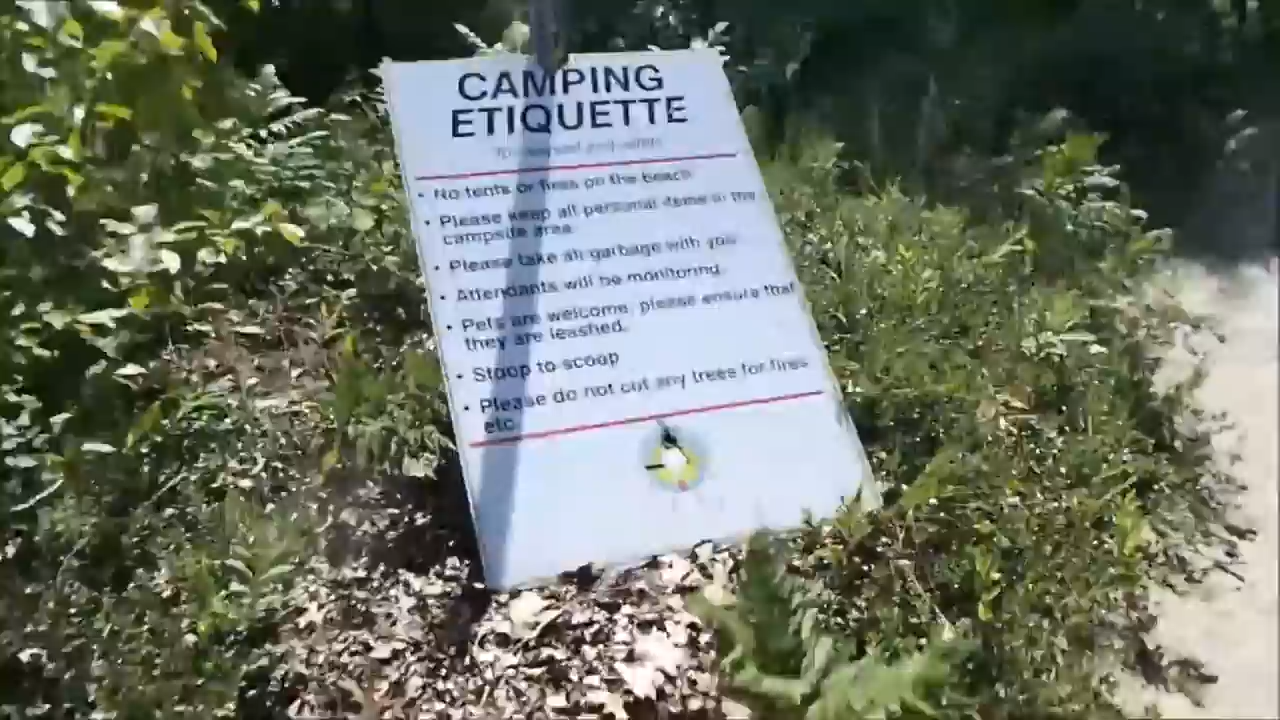 CAMPING
ETIQUETTE
• No tents or fires on the beach
• Please keep all personal items in the
campsite area.
• Please take all garbage with you.
• Attendants will be monitoring.
• Pets are welcome, please ensure that
they are leashed.
• Stoop to scoop
• Please do not cut any trees for fires
etc.